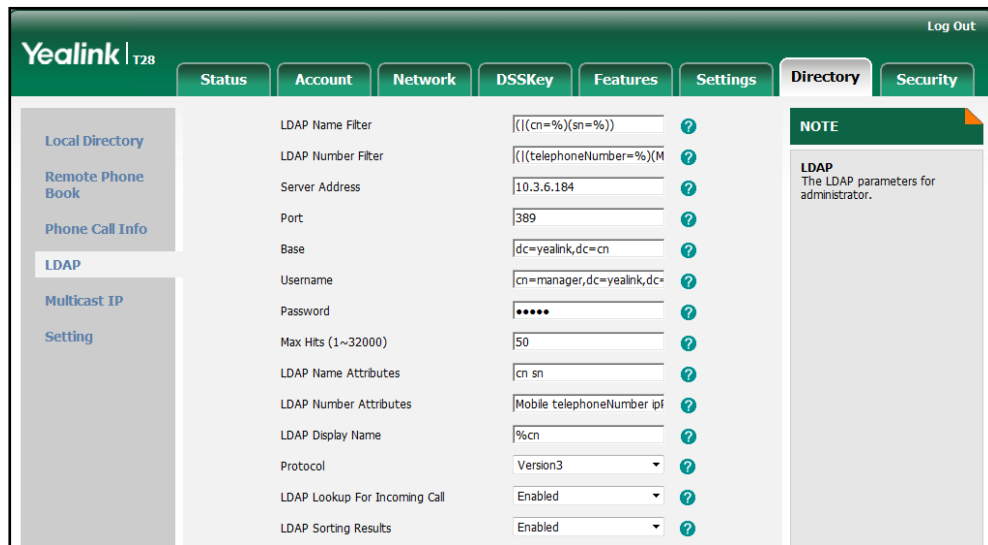 Log Out
Yealink T28
Status Account Network DSSKey Features Settings Directory Security
Local Directory
Remote Phone
Book
Phone Call Info
LDAP
Multicast IP
Setting
LDAP Name Filter (|(cn=%)(sn=%))
LDAP Number Filter (|(telephoneNumber=%)(M
Server Address 10.3.6.184
Port 389
Base dc=yealink,dc=cn
Username cn=manager,dc=yealink,dc=
Password •••••
Max Hits (1~32000) 50
LDAP Name Attributes cn sn
LDAP Number Attributes Mobile telephoneNumber ipP
LDAP Display Name %cn
Protocol Version3
LDAP Lookup For Incoming Call Enabled
LDAP Sorting Results Enabled
NOTE
LDAP
The LDAP parameters for
administrator.